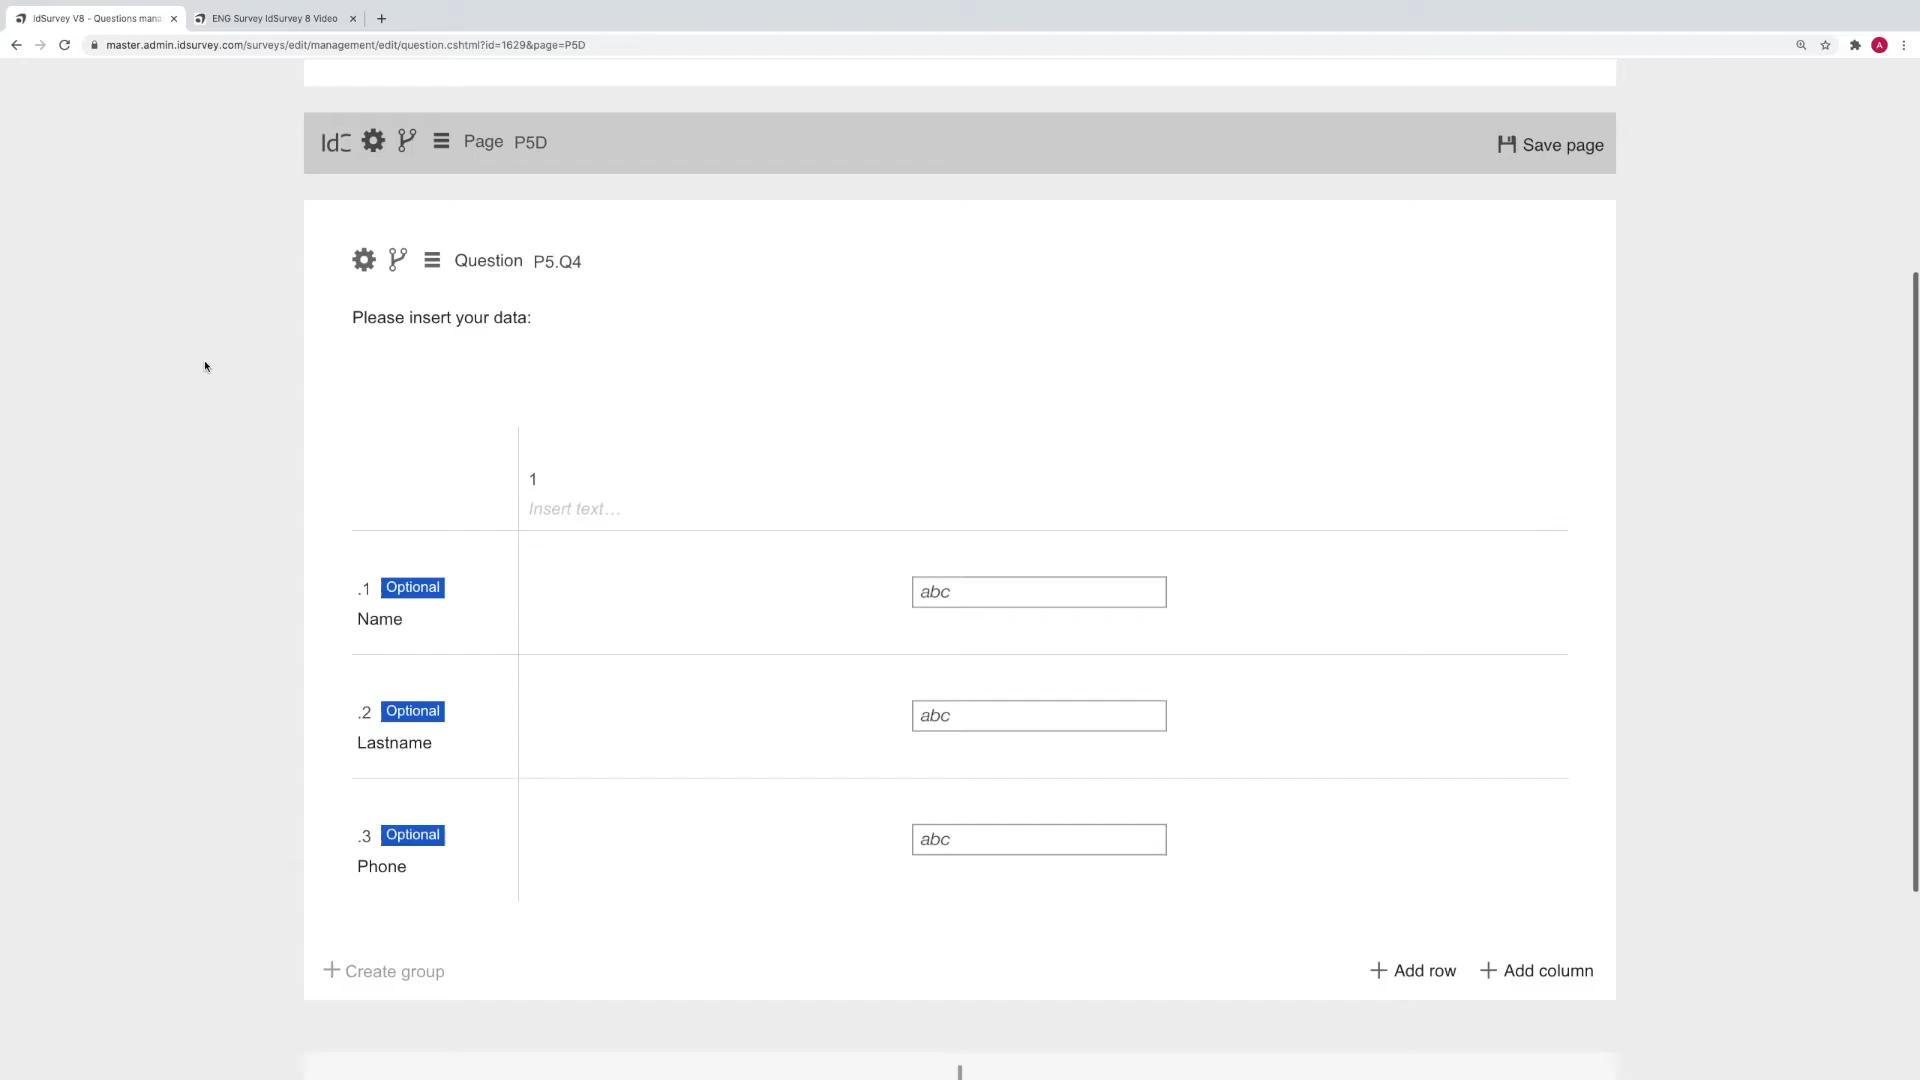 IdSurvey V8 - Questions mana
ENG Survey IdSurvey 8 Video
master.admin.idsurvey.com/surveys/edit/management/edit/question.cshtml?id=1629&page=P5D
A
Page P5D
Save page
Question P5.Q4
Please insert your data:
1
Insert text...
.1 Optional
abc
Name
.2 Optional
abc
Lastname
.3 Optional
abc
Phone
Create group
Add row
Add column